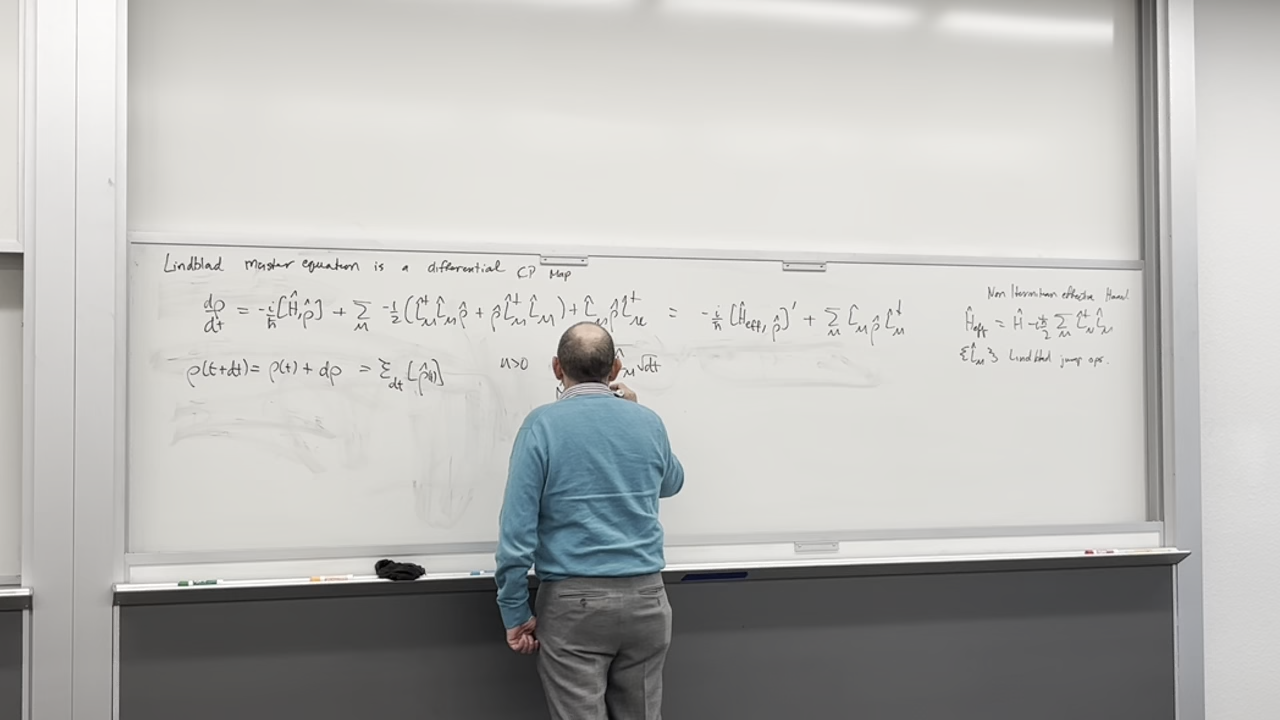 Lindblad master equation is a differential CP Map
dρ/dt = -i/ħ [Ĥ, ρ̂] + Σ_μ -1/2 (L̂†_μ L̂_μ ρ̂ + ρ̂ L̂†_μ L̂_μ) + L̂_μ ρ̂ L̂†_μ = -i/ħ [Ĥ_eff, ρ̂]' + Σ_μ L̂_μ ρ̂ L̂†_μ
Non Hermitian effective Hamil
Ĥ_eff = Ĥ - iħ/2 Σ_μ L̂†_μ L̂_μ
{L̂_μ} Lindblad jump ops.
ρ(t+dt) = ρ(t) + dρ = Ɛ_dt [ρ̂(t)]
μ>0
_μ √dt